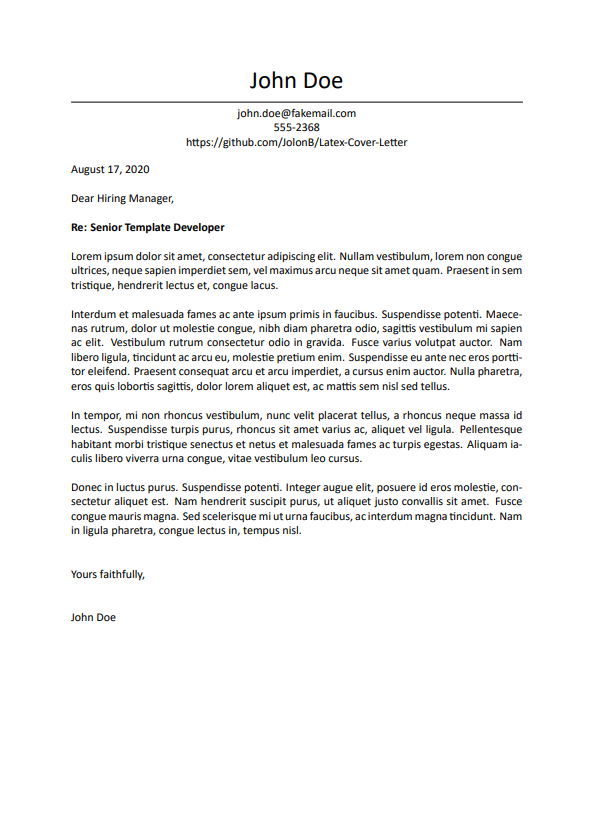 John Doe
john.doe@fakemail.com
555-2368
https://github.com/JolonB/Latex-Cover-Letter
August 17, 2020
Dear Hiring Manager,
Re: Senior Template Developer
Lorem ipsum dolor sit amet, consectetur adipiscing elit. Nullam vestibulum, lorem non congue
ultrices, neque sapien imperdiet sem, vel maximus arcu neque sit amet quam. Praesent in sem
tristique, hendrerit lectus et, congue lacus.
Interdum et malesuada fames ac ante ipsum primis in faucibus. Suspendisse potenti. Maece-
nas rutrum, dolor ut molestie congue, nibh diam pharetra odio, sagittis vestibulum mi sapien
ac elit. Vestibulum rutrum consectetur odio in gravida. Fusce varius volutpat auctor. Nam
libero ligula, tincidunt ac arcu eu, molestie pretium enim. Suspendisse eu ante nec eros portti-
tor eleifend. Praesent consequat arcu et arcu imperdiet, a cursus enim auctor. Nulla pharetra,
eros quis lobortis sagittis, dolor lorem aliquet est, ac mattis sem nisl sed tellus.
In tempor, mi non rhoncus vestibulum, nunc velit placerat tellus, a rhoncus neque massa id
lectus. Suspendisse turpis purus, rhoncus sit amet varius ac, aliquet vel ligula. Pellentesque
habitant morbi tristique senectus et netus et malesuada fames ac turpis egestas. Aliquam ia-
culis libero viverra urna congue, vitae vestibulum leo cursus.
Donec in luctus purus. Suspendisse potenti. Integer augue elit, posuere id eros molestie, con-
sectetur aliquet est. Nam hendrerit suscipit purus, ut aliquet justo convallis sit amet. Fusce
congue mauris magna. Sed scelerisque mi ut urna faucibus, ac interdum magna tincidunt. Nam
in ligula pharetra, congue lectus in, tempus nisl.
Yours faithfully,
John Doe